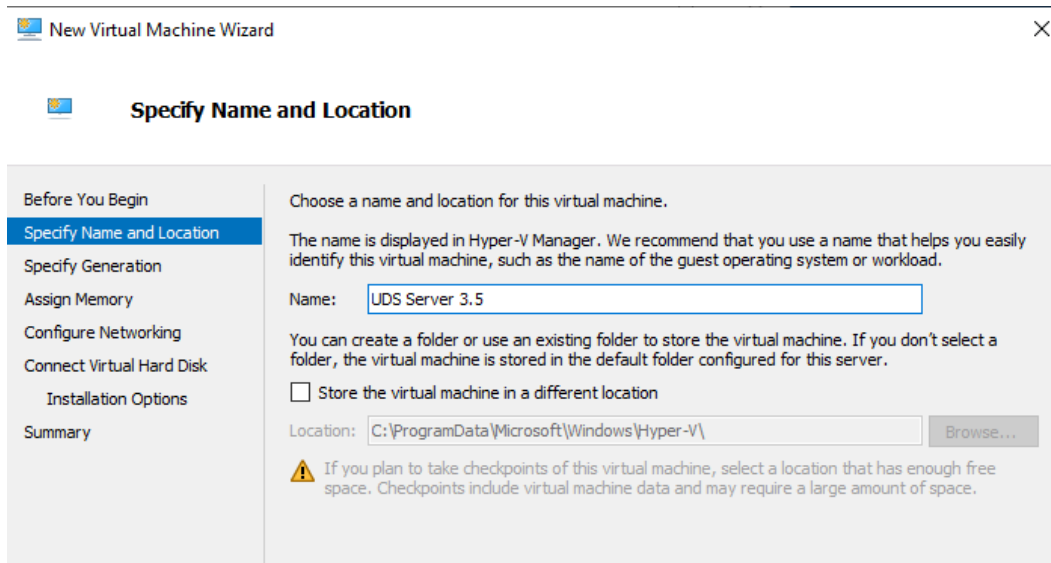 New Virtual Machine Wizard
Specify Name and Location
Before You Begin
Specify Name and Location
Specify Generation
Assign Memory
Configure Networking
Connect Virtual Hard Disk
Installation Options
Summary
Choose a name and location for this virtual machine.
The name is displayed in Hyper-V Manager. We recommend that you use a name that helps you easily
identify this virtual machine, such as the name of the guest operating system or workload.
Name: UDS Server 3.5
You can create a folder or use an existing folder to store the virtual machine. If you don't select a
folder, the virtual machine is stored in the default folder configured for this server.
Store the virtual machine in a different location
Location: C:\ProgramData\Microsoft\Windows\Hyper-V\ Browse...
If you plan to take checkpoints of this virtual machine, select a location that has enough free
space. Checkpoints include virtual machine data and may require a large amount of space.